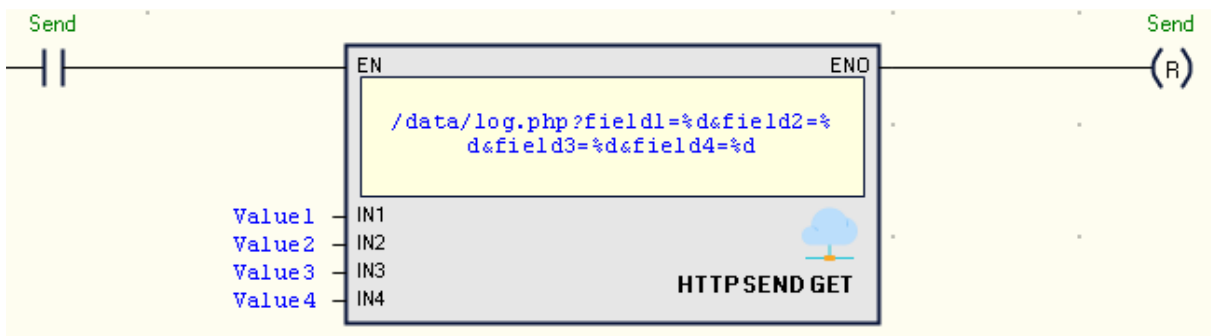 Send
Send
EN
ENO
(R)
/data/log.php?field1=%d&field2=%
d&field3=%d&field4=%d
Value1
IN1
Value2
IN2
Value3
IN3
Value4
IN4
HTTP SEND GET